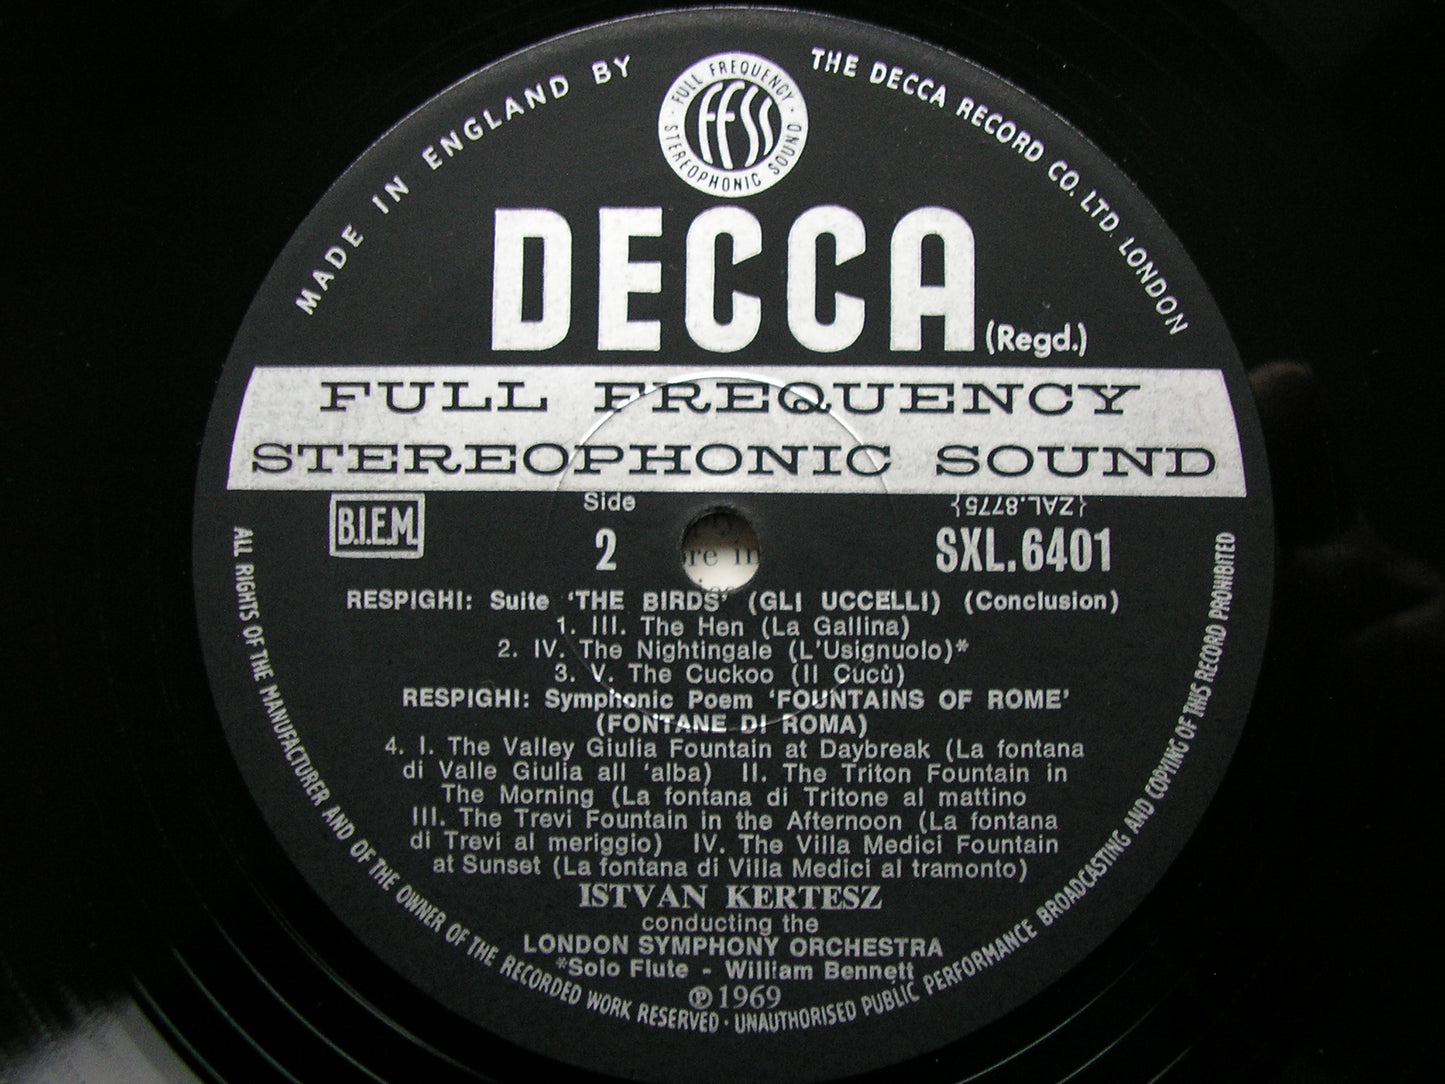 MADE IN ENGLAND BY
THE DECCA RECORD CO. LTD. LONDON
FULL FREQUENCY
FFSS
STEREOPHONIC SOUND
DECCA (Regd.)
FULL FREQUENCY
STEREOPHONIC SOUND
Side
{ZAL.8775}
B.I.E.M.
2
SXL.6401
re in
RESPIGHI: Suite ‘THE BIRDS’ (GLI UCCELLI) (Conclusion)
1. III. The Hen (La Gallina)
2. IV. The Nightingale (L'Usignuolo)*
3. V. The Cuckoo (Il Cucù)
RESPIGHI: Symphonic Poem ‘FOUNTAINS OF ROME’
(FONTANE DI ROMA)
4. I. The Valley Giulia Fountain at Daybreak (La fontana
di Valle Giulia all ‘alba) II. The Triton Fountain in
The Morning (La fontana di Tritone al mattino
III. The Trevi Fountain in the Afternoon (La fontana
di Trevi al meriggio) IV. The Villa Medici Fountain
at Sunset (La fontana di Villa Medici al tramonto)
ISTVAN KERTESZ
conducting the
LONDON SYMPHONY ORCHESTRA
*Solo Flute - William Bennett
℗ 1969
ALL RIGHTS OF THE MANUFACTURER AND OF THE OWNER OF THE RECORDED WORK RESERVED · UNAUTHORISED PUBLIC PERFORMANCE BROADCASTING AND COPYING OF THIS RECORD PROHIBITED